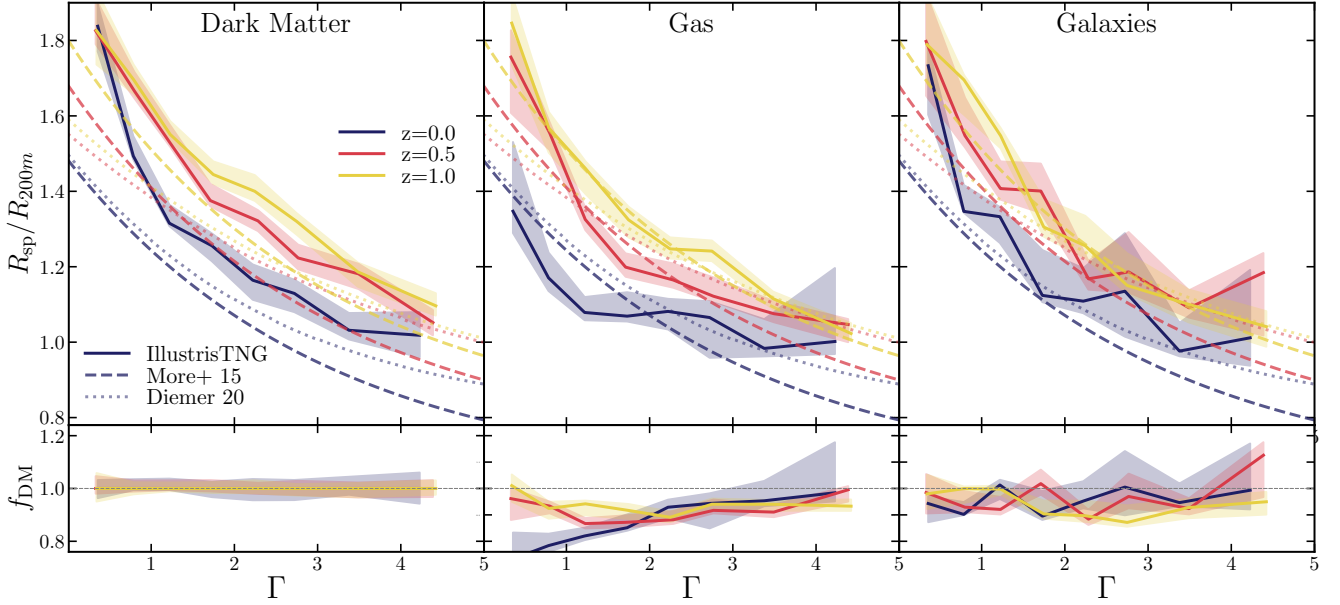 Dark Matter
Gas
Galaxies
1.8
1.6
1.4
1.2
1.0
0.8
R_sp/R_200m
z=0.0
z=0.5
z=1.0
IllustrisTNG
More+ 15
Diemer 20
1.2
1.0
0.8
f_DM
1 2 3 4 5
1 2 3 4 5
1 2 3 4 5
Γ
Γ
Γ